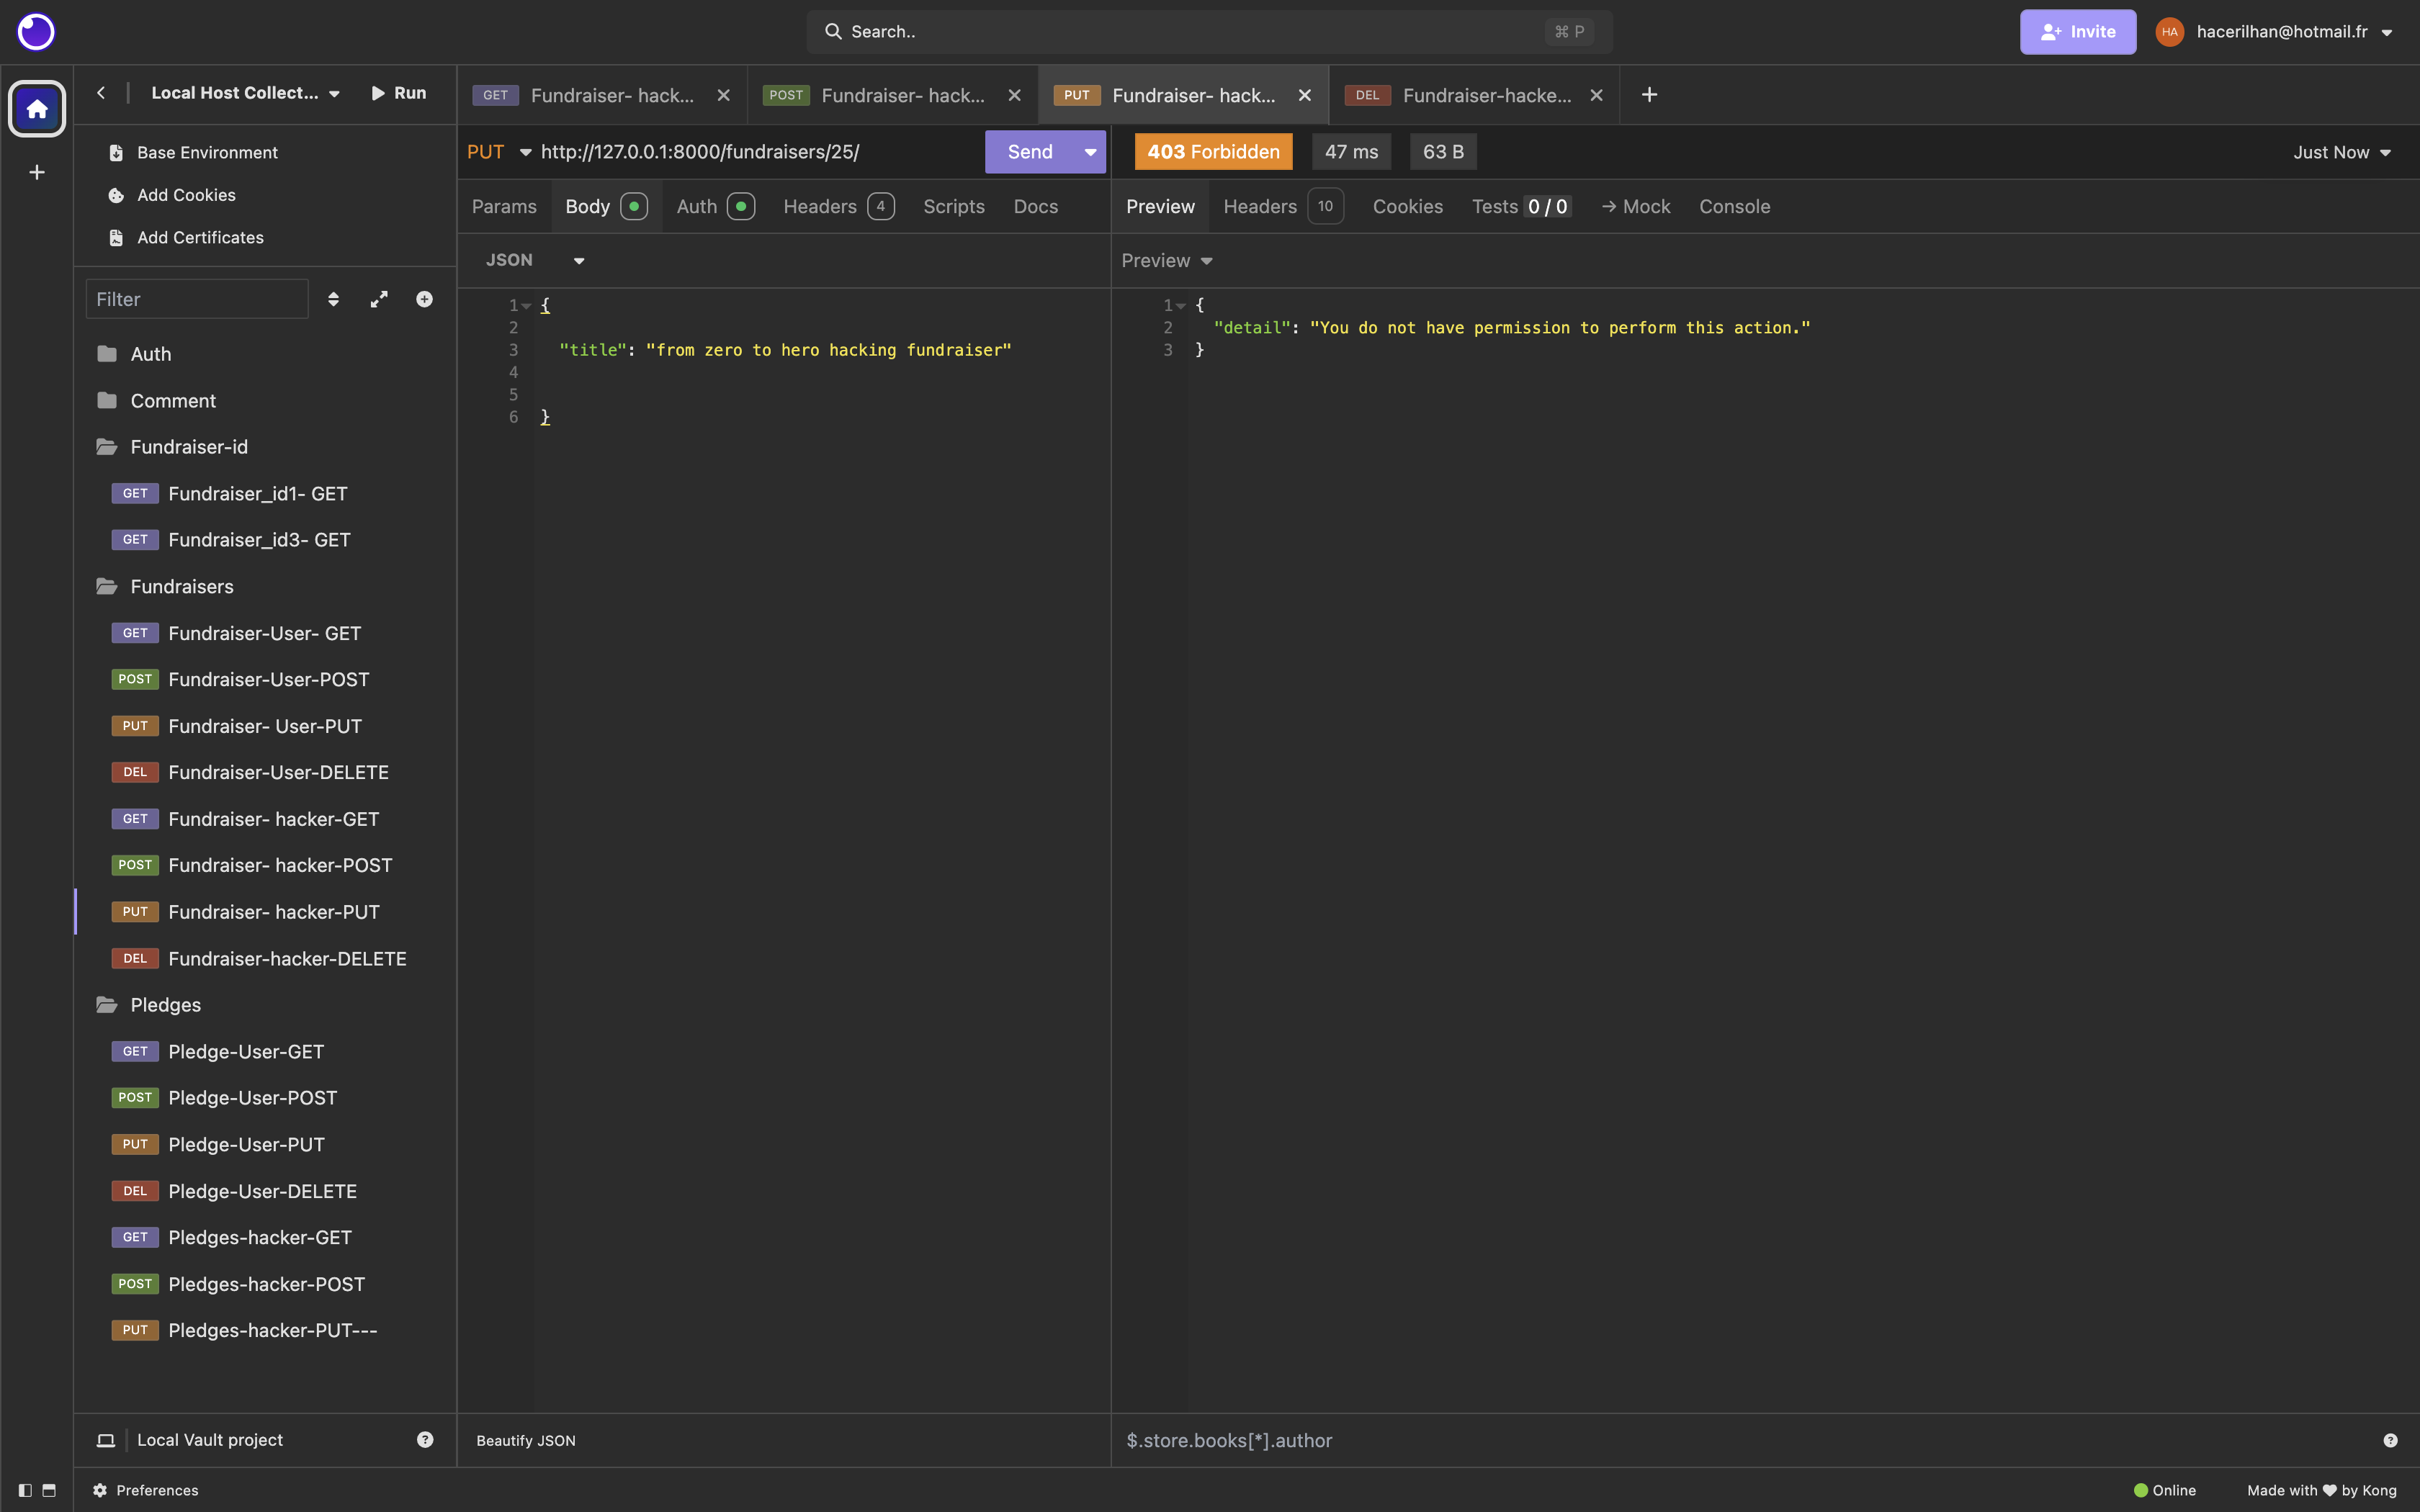 Search..
⌘ P
Invite
HA
hacerilhan@hotmail.fr
Local Host Collect...
Run
Base Environment
Add Cookies
Add Certificates
Filter
Auth
Comment
Fundraiser-id
GET Fundraiser_id1- GET
GET Fundraiser_id3- GET
Fundraisers
GET Fundraiser-User- GET
POST Fundraiser-User-POST
PUT Fundraiser- User-PUT
DEL Fundraiser-User-DELETE
GET Fundraiser- hacker-GET
POST Fundraiser- hacker-POST
PUT Fundraiser- hacker-PUT
DEL Fundraiser-hacker-DELETE
Pledges
GET Pledge-User-GET
POST Pledge-User-POST
PUT Pledge-User-PUT
DEL Pledge-User-DELETE
GET Pledges-hacker-GET
POST Pledges-hacker-POST
PUT Pledges-hacker-PUT---
Local Vault project
GET Fundraiser- hack...
POST Fundraiser- hack...
PUT Fundraiser- hack...
DEL Fundraiser-hacke...
PUT http://127.0.0.1:8000/fundraisers/25/ Send
Params Body Auth Headers 4 Scripts Docs
JSON
1 {
2
3 "title": "from zero to hero hacking fundraiser"
4
5
6 }
Beautify JSON
403 Forbidden 47 ms 63 B Just Now
Preview Headers 10 Cookies Tests 0 / 0 → Mock Console
Preview
1 {
2 "detail": "You do not have permission to perform this action."
3 }
$.store.books[*].author
Preferences
Online
Made with ♥ by Kong